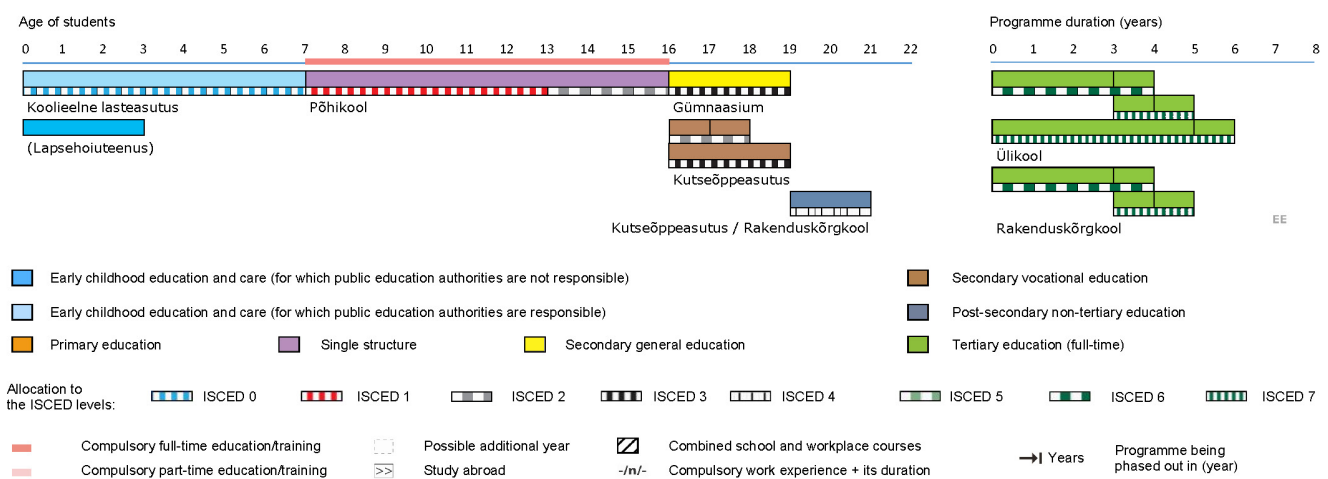 Age of students
Programme duration (years)
0 1 2 3 4 5 6 7 8 9 10 11 12 13 14 15 16 17 18 19 20 21 22
0 1 2 3 4 5 6 7 8
Koolieelne lasteasutus
Põhikool
Gümnaasium
(Lapsehoiuteenus)
Ülikool
Kutseõppeasutus
Kutseõppeasutus / Rakenduskõrgkool
Rakenduskõrgkool
EE
Early childhood education and care (for which public education authorities are not responsible)
Secondary vocational education
Early childhood education and care (for which public education authorities are responsible)
Post-secondary non-tertiary education
Primary education
Single structure
Secondary general education
Tertiary education (full-time)
Allocation to
the ISCED levels:
ISCED 0
ISCED 1
ISCED 2
ISCED 3
ISCED 4
ISCED 5
ISCED 6
ISCED 7
Compulsory full-time education/training
Possible additional year
Combined school and workplace courses
Years
Programme being
phased out in (year)
Compulsory part-time education/training
>> Study abroad
-/n/- Compulsory work experience + its duration